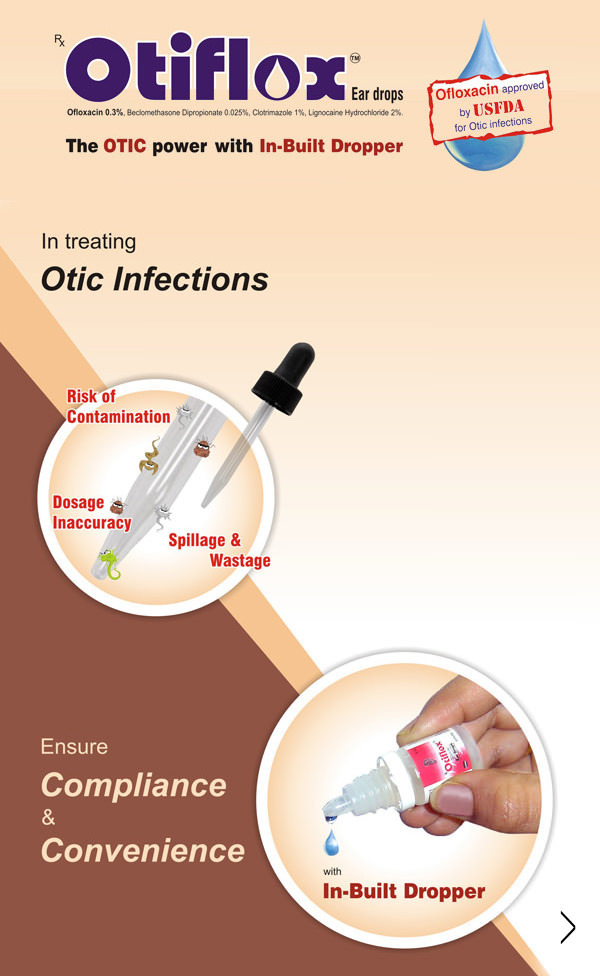 Rx
Otiflox™
Ear drops
Ofloxacin 0.3%, Beclomethasone Dipropionate 0.025%, Clotrimazole 1%, Lignocaine Hydrochloride 2%.
The OTIC power with In-Built Dropper
Ofloxacin approved
by USFDA
for Otic infections
In treating
Otic Infections
Risk of
Contamination
Dosage
Inaccuracy
Spillage &
Wastage
Ensure
Compliance
&
Convenience
Otiflox
with
In-Built Dropper